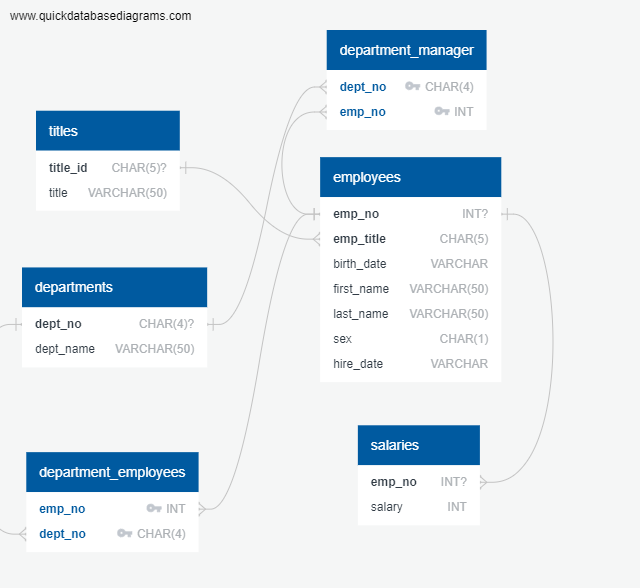 www.quickdatabasediagrams.com
department_manager
dept_no CHAR(4)
emp_no INT
titles
title_id CHAR(5)?
title VARCHAR(50)
employees
emp_no INT?
emp_title CHAR(5)
birth_date VARCHAR
first_name VARCHAR(50)
last_name VARCHAR(50)
sex CHAR(1)
hire_date VARCHAR
departments
dept_no CHAR(4)?
dept_name VARCHAR(50)
department_employees
emp_no INT
dept_no CHAR(4)
salaries
emp_no INT?
salary INT